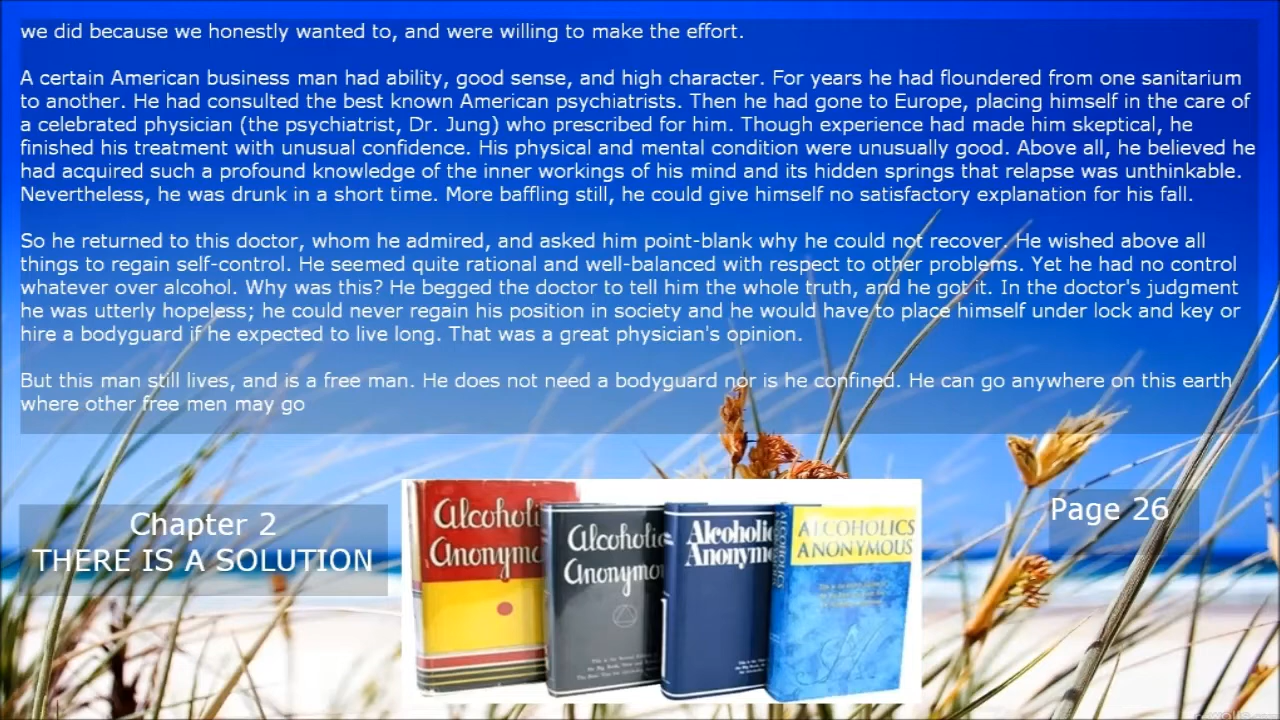 we did because we honestly wanted to, and were willing to make the effort.
A certain American business man had ability, good sense, and high character. For years he had floundered from one sanitarium
to another. He had consulted the best known American psychiatrists. Then he had gone to Europe, placing himself in the care of
a celebrated physician (the psychiatrist, Dr. Jung) who prescribed for him. Though experience had made him skeptical, he
finished his treatment with unusual confidence. His physical and mental condition were unusually good. Above all, he believed he
had acquired such a profound knowledge of the inner workings of his mind and its hidden springs that relapse was unthinkable.
Nevertheless, he was drunk in a short time. More baffling still, he could give himself no satisfactory explanation for his fall.
So he returned to this doctor, whom he admired, and asked him point-blank why he could not recover. He wished above all
things to regain self-control. He seemed quite rational and well-balanced with respect to other problems. Yet he had no control
whatever over alcohol. Why was this? He begged the doctor to tell him the whole truth, and he got it. In the doctor's judgment
he was utterly hopeless; he could never regain his position in society and he would have to place himself under lock and key or
hire a bodyguard if he expected to live long. That was a great physician's opinion.
But this man still lives, and is a free man. He does not need a bodyguard nor is he confined. He can go anywhere on this earth
where other free men may go
Chapter 2
THERE IS A SOLUTION
Alcoholi
Anonymo
Alcoholic
Anonymou
Alcoholic
Anonymo
ALCOHOLICS
ALCOHOLICS
ANONYMOUS
Page 26